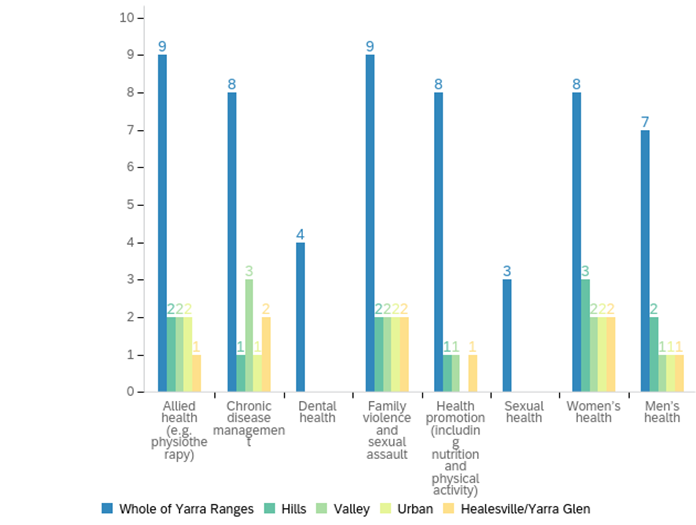 10
9
8
7
6
5
4
3
2
1
0
9
2
2
2
1
8
1
3
1
2
4
9
2
2
2
2
8
1
1
1
3
8
3
2
2
2
7
2
1
1
1
Allied
health
(e.g.
physiothe
rapy)
Chronic
disease
managemen
t
Dental
health
Family
violence
and
sexual
assault
Health
promotion
(includin
g
nutrition
and
physical
activity)
Sexual
health
Women's
health
Men's
health
Whole of Yarra Ranges Hills Valley Urban Healesville/Yarra Glen